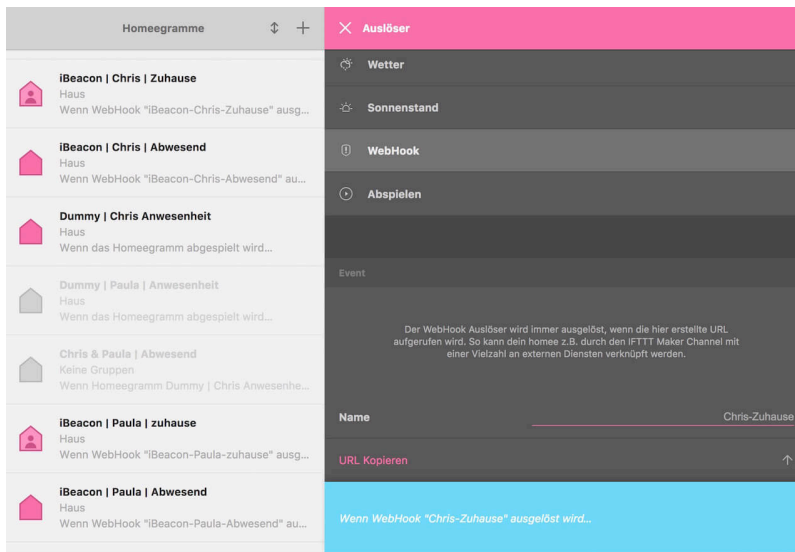 Homeegramme
iBeacon | Chris | Zuhause
Haus
Wenn WebHook "iBeacon-Chris-Zuhause" ausg...
iBeacon | Chris | Abwesend
Haus
Wenn WebHook "iBeacon-Chris-Abwesend" au...
Dummy | Chris Anwesenheit
Haus
Wenn das Homeegramm abgespielt wird...
Dummy | Paula | Anwesenheit
Haus
Wenn das Homeegramm abgespielt wird...
Chris & Paula | Abwesend
Keine Gruppen
Wenn Homeegramm Dummy | Chris Anwesenhe...
iBeacon | Paula | zuhause
Haus
Wenn WebHook "iBeacon-Paula-zuhause" ausg...
iBeacon | Paula | Abwesend
Haus
Wenn WebHook "iBeacon-Paula-Abwesend" au...
Auslöser
Wetter
Sonnenstand
WebHook
Abspielen
Event
Der WebHook Auslöser wird immer ausgelöst, wenn die hier erstellte URL
aufgerufen wird. So kann dein homee z.B. durch den IFTTT Maker Channel mit
einer Vielzahl an externen Diensten verknüpft werden.
Name Chris-Zuhause
URL Kopieren
Wenn WebHook "Chris-Zuhause" ausgelöst wird...